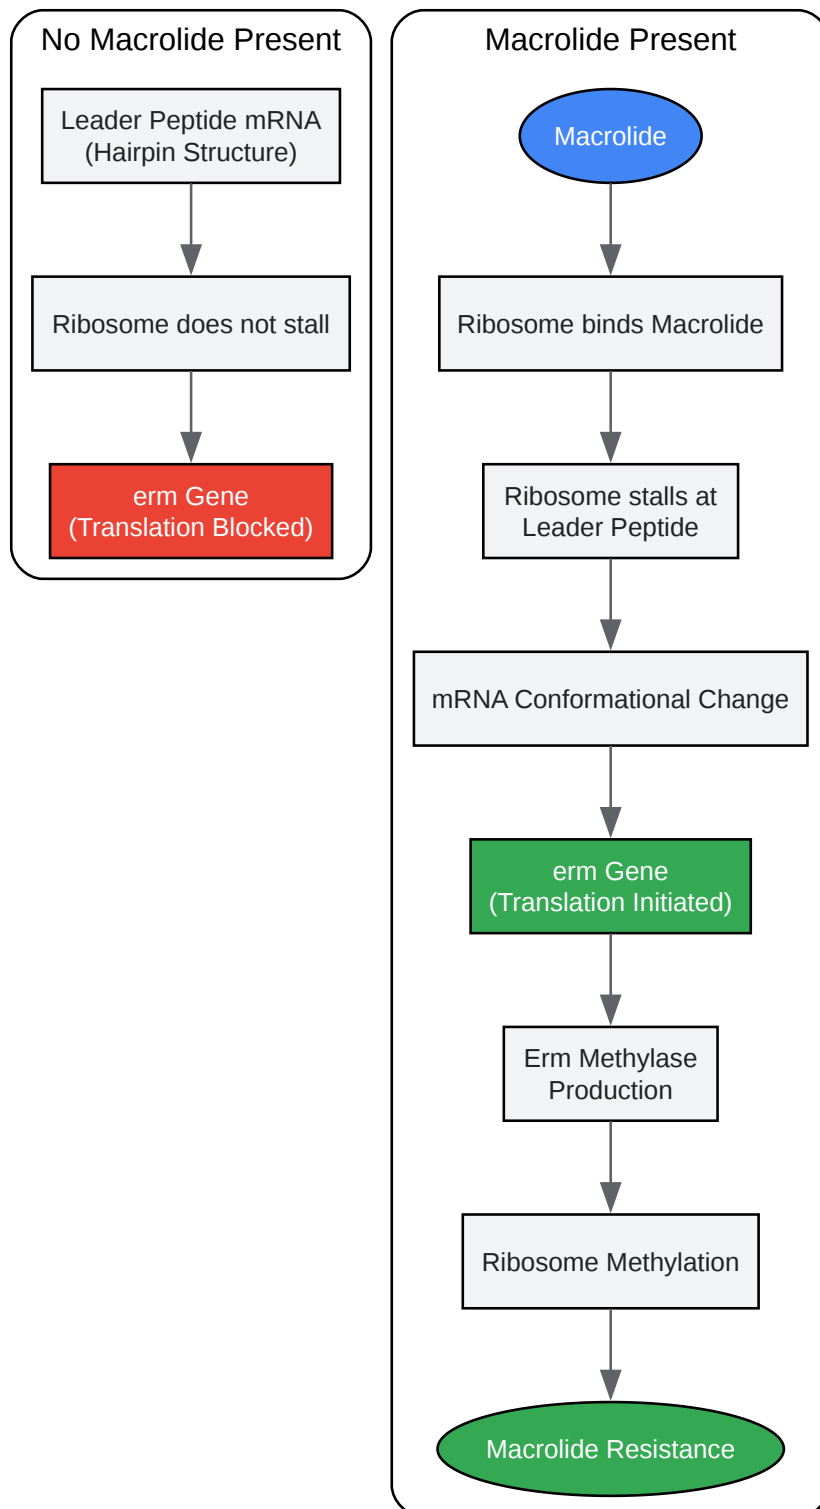 No Macrolide Present
Leader Peptide mRNA
(Hairpin Structure)
Ribosome does not stall
erm Gene
(Translation Blocked)
Macrolide Present
Macrolide
Ribosome binds Macrolide
Ribosome stalls at
Leader Peptide
mRNA Conformational Change
erm Gene
(Translation Initiated)
Erm Methylase
Production
Ribosome Methylation
Macrolide Resistance